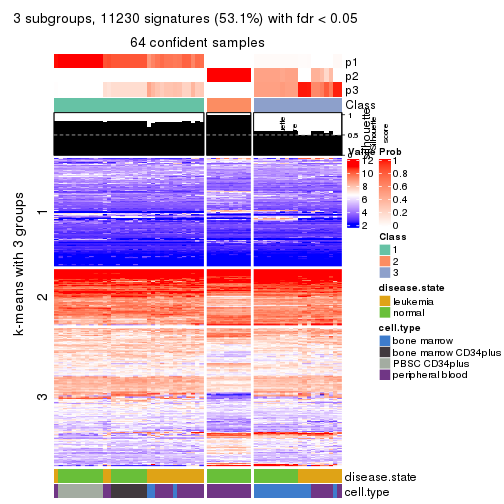 3 subgroups, 11230 signatures (53.1%) with fdr < 0.05
64 confident samples
p1
p2
p3
Class
1
0.5
0
Silhouette
score
k-means with 3 groups
1
2
3
Value
12
10
8
6
4
2
Prob
1
0.8
0.6
0.4
0.2
0
Class
1
2
3
disease.state
leukemia
normal
cell.type
bone marrow
bone marrow CD34plus
PBSC CD34plus
peripheral blood
disease.state
cell.type